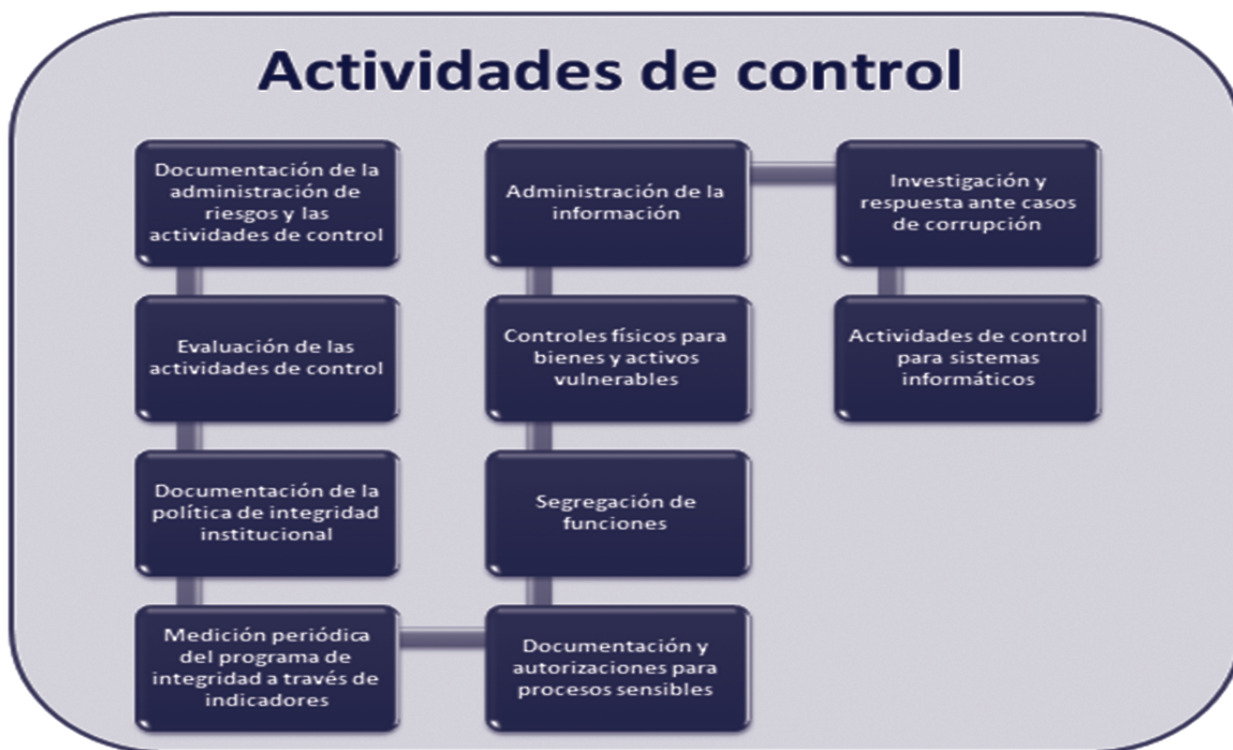 Actividades de control
Documentación de la
administración de
riesgos y las
actividades de control
Evaluación de las
actividades de control
Documentación de la
política de integridad
institucional
Medición periódica
del programa de
integridad a través de
indicadores
Documentación y
autorizaciones para
procesos sensibles
Segregación de
funciones
Controles físicos para
bienes y activos
vulnerables
Administración de la
información
Investigación y
respuesta ante casos
de corrupción
Actividades de control
para sistemas
informáticos